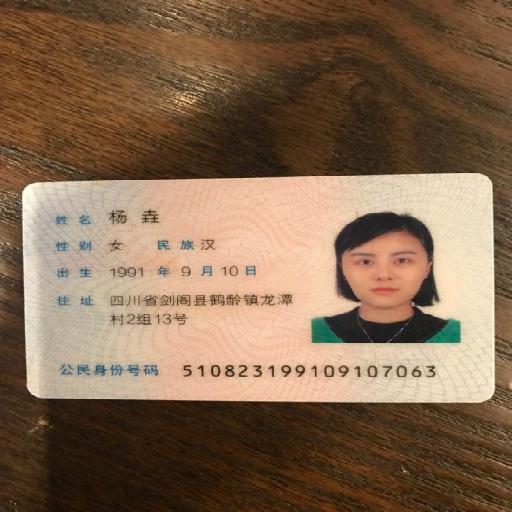 姓名 杨垚
性别 女 民族 汉
出生 1991 年 9 月 10 日
住址 四川省剑阁县鹤龄镇龙潭
村2组13号
公民身份号码 510823199109107063